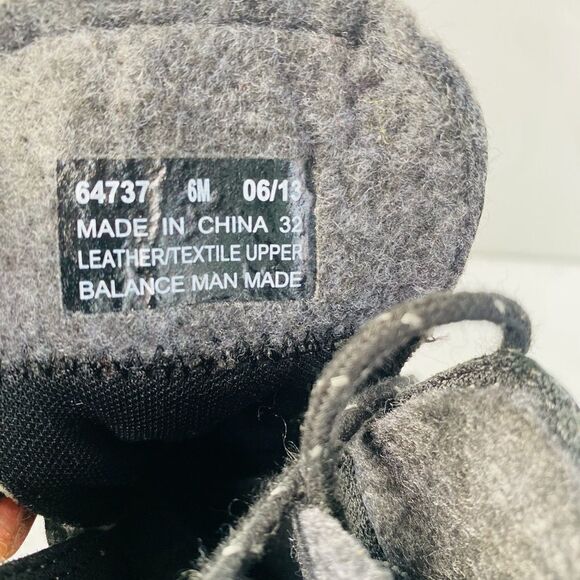 64737 6M 06/13
MADE IN CHINA 32
LEATHER/TEXTILE UPPER
BALANCE MAN MADE